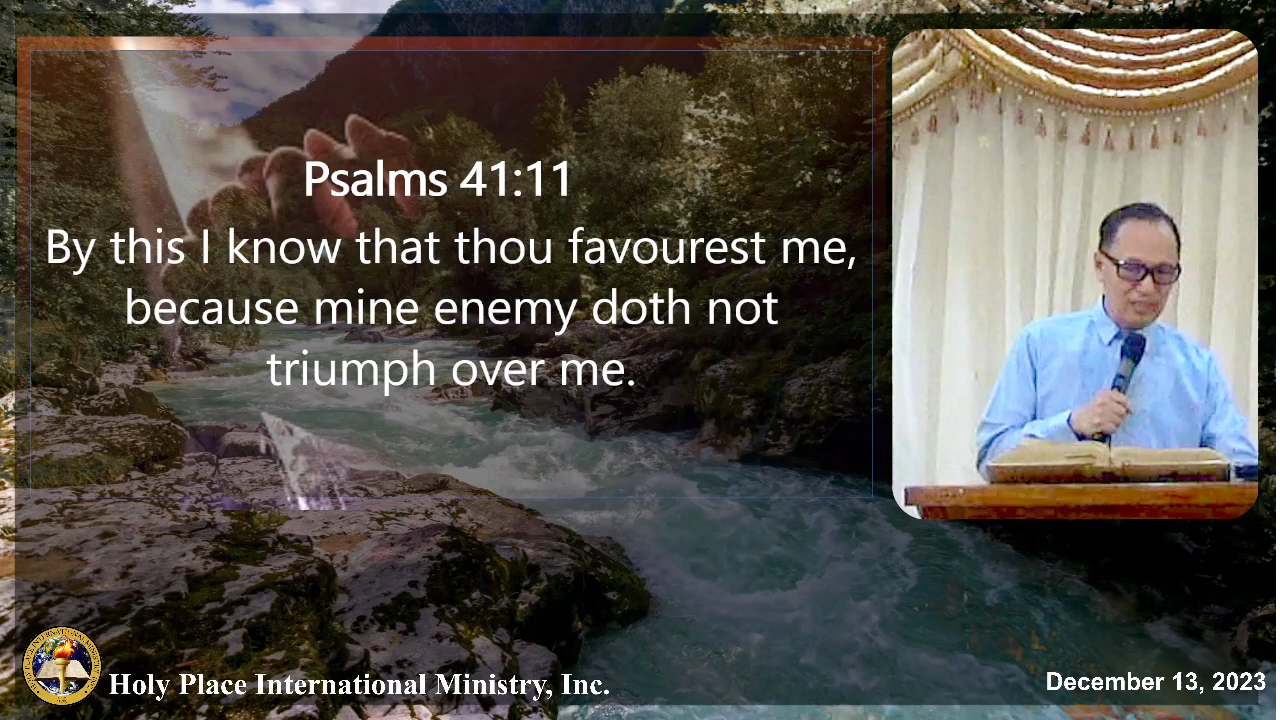 Psalms 41:11
By this I know that thou favourest me,
because mine enemy doth not
triumph over me.
Holy Place International Ministry, Inc.
December 13, 2023